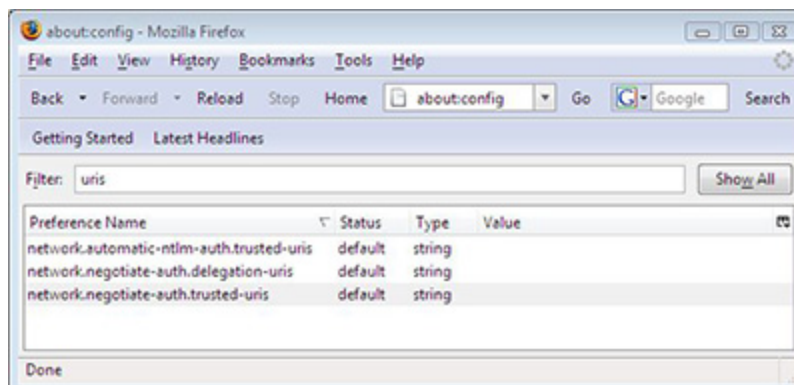 about:config - Mozilla Firefox
File Edit View History Bookmarks Tools Help
Back Forward Reload Stop Home about:config Go G Google Search
Getting Started Latest Headlines
Filter: uris Show All
Preference Name Status Type Value
network.automatic-ntlm-auth.trusted-uris default string
network.negotiate-auth.delegation-uris default string
network.negotiate-auth.trusted-uris default string
Done